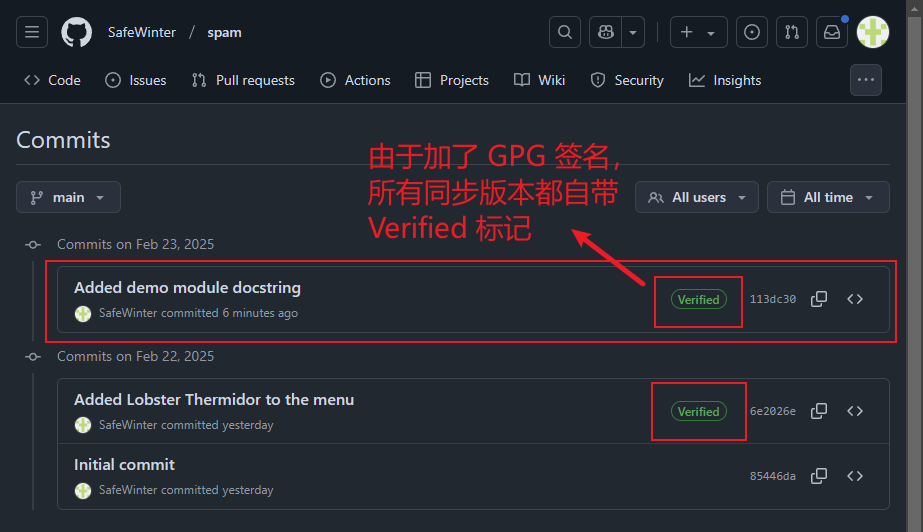 SafeWinter / spam
Code Issues Pull requests Actions Projects Wiki Security Insights
Commits
由于加了 GPG 签名，
所有同步版本都自带
Verified 标记
main All users All time
Commits on Feb 23, 2025
Added demo module docstring
SafeWinter committed 6 minutes ago
Verified 113dc30
Commits on Feb 22, 2025
Added Lobster Thermidor to the menu
SafeWinter committed yesterday
Verified 6e2026e
Initial commit
SafeWinter committed yesterday
85446da